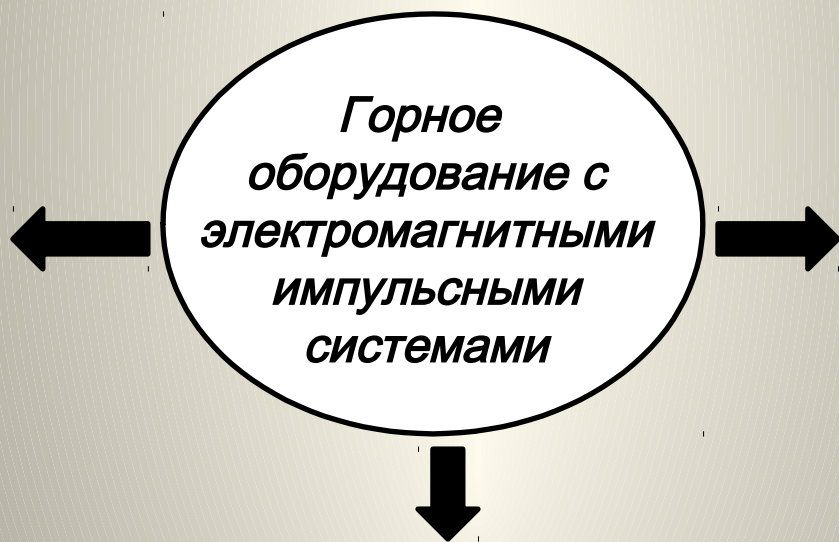 Горное
оборудование с
электромагнитными
импульсными
системами